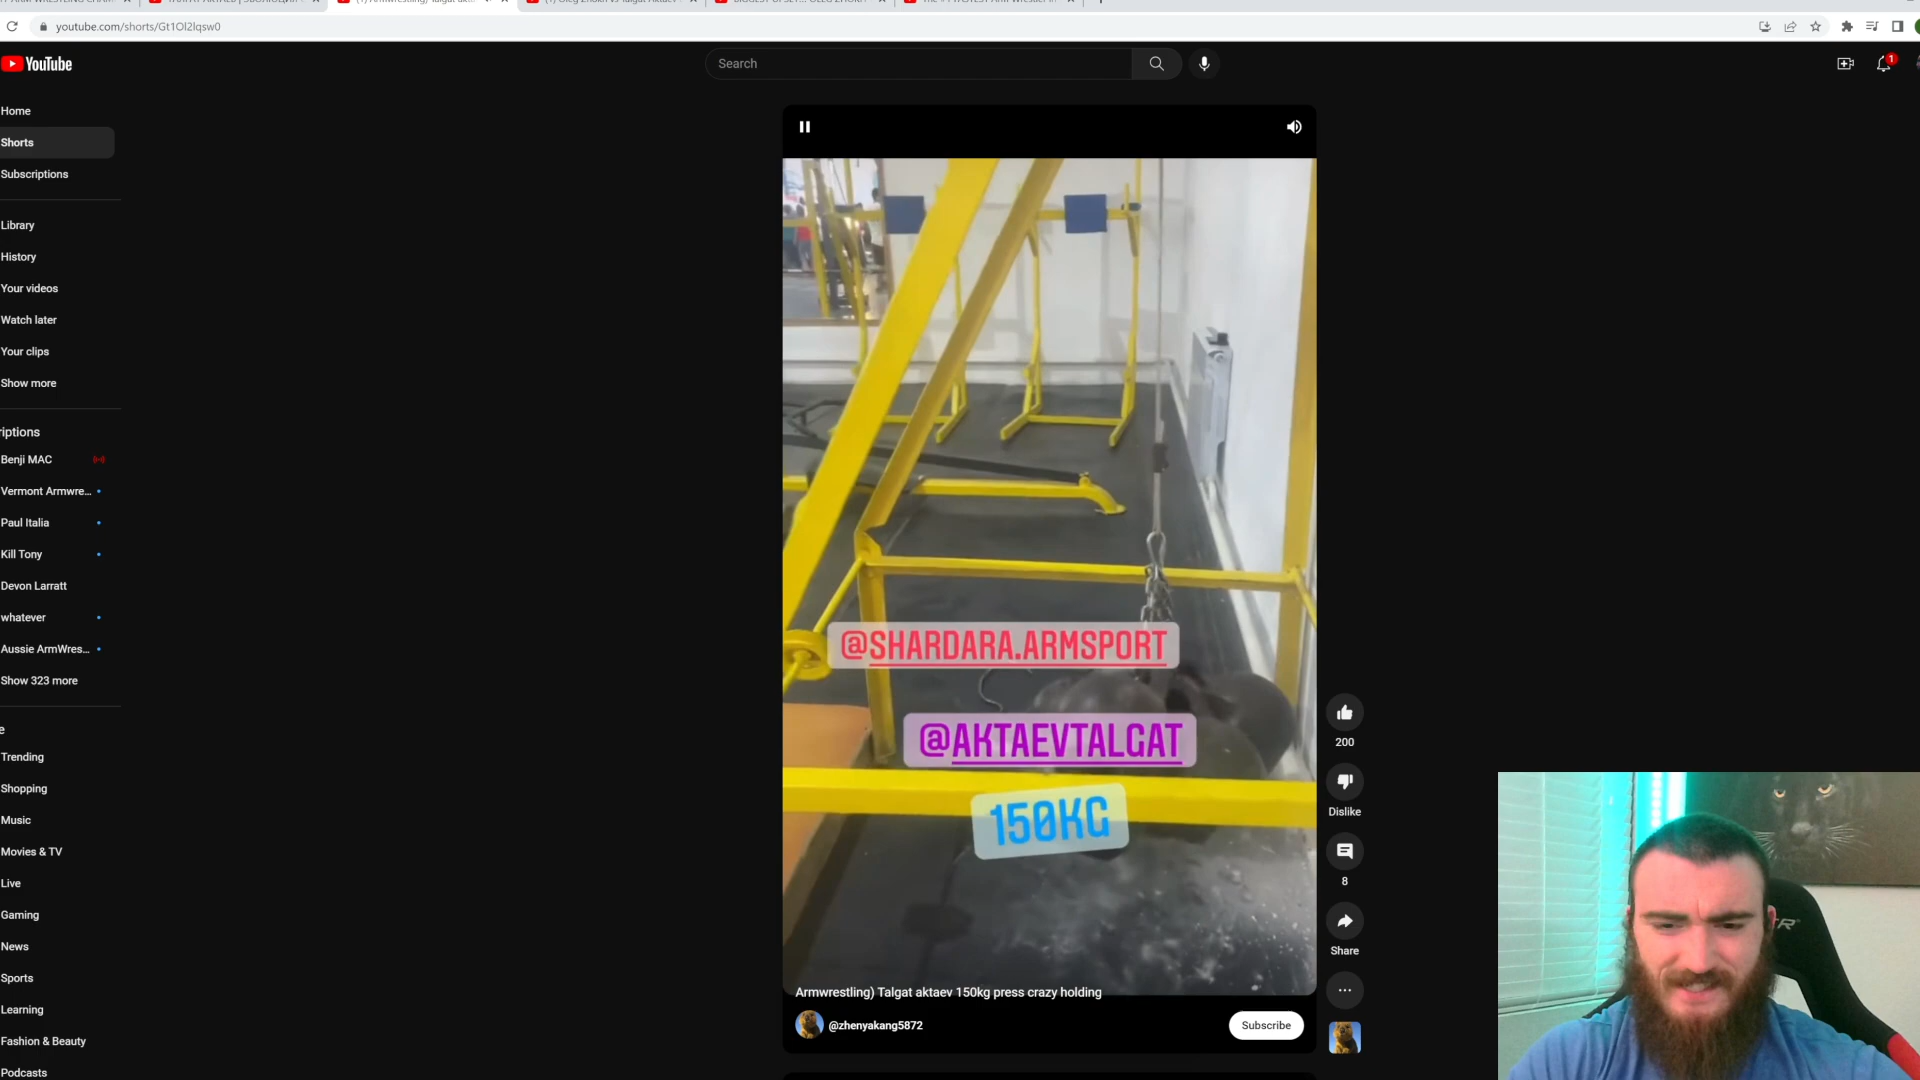 youtube.com/shorts/Gt1Ol2lqsw0
YouTube
Search
1
Home
Shorts
Subscriptions
Library
History
Your videos
Watch later
Your clips
Show more
riptions
Benji MAC
Vermont Armwre...
Paul Italia
Kill Tony
Devon Larratt
whatever
Aussie ArmWres...
Show 323 more
e
Trending
Shopping
Music
Movies & TV
Live
Gaming
News
Sports
Learning
Fashion & Beauty
Podcasts
@SHARDARA.ARMSPORT
@AKTAEVTALGAT
150KG
Armwrestling) Talgat aktaev 150kg press crazy holding
@zhenyakang5872
Subscribe
200
Dislike
8
Share